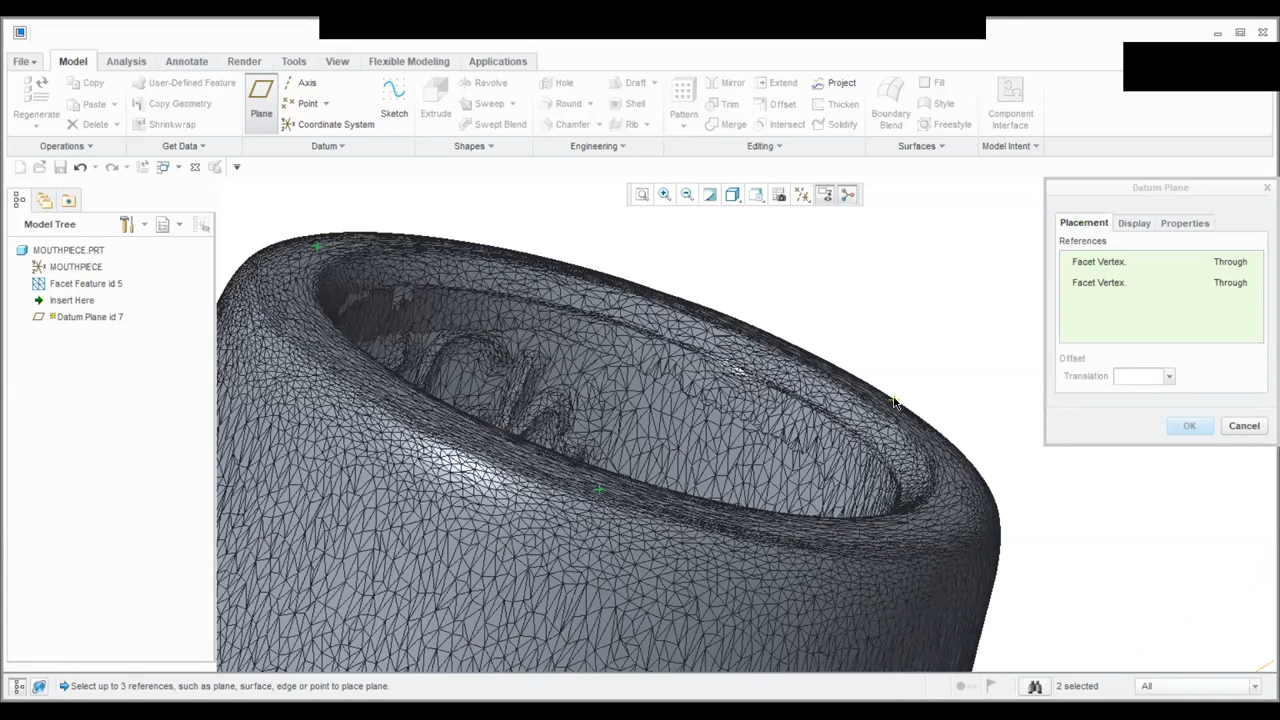 File Model Analysis Annotate Render Tools View Flexible Modeling Applications
Copy User-Defined Feature Axis Revolve Hole Draft Mirror Extend Project Fill
Paste Copy Geometry Point Sweep Round Shell Trim Offset Thicken Style
Regenerate Plane Sketch Extrude Pattern Boundary Blend Component Interface
Delete Shrinkwrap Coordinate System Swept Blend Chamfer Rib Merge Intersect Solidify Freestyle
Operations Get Data Datum Shapes Engineering Editing Surfaces Model Intent
Datum Plane
Model Tree
MOUTHPIECE.PRT
MOUTHPIECE
Facet Feature id 5
Insert Here
Datum Plane id 7
Placement Display Properties
References
Facet Vertex. Through
Facet Vertex. Through
Offset
Translation
OK Cancel
Select up to 3 references, such as plane, surface, edge or point to place plane.
2 selected All